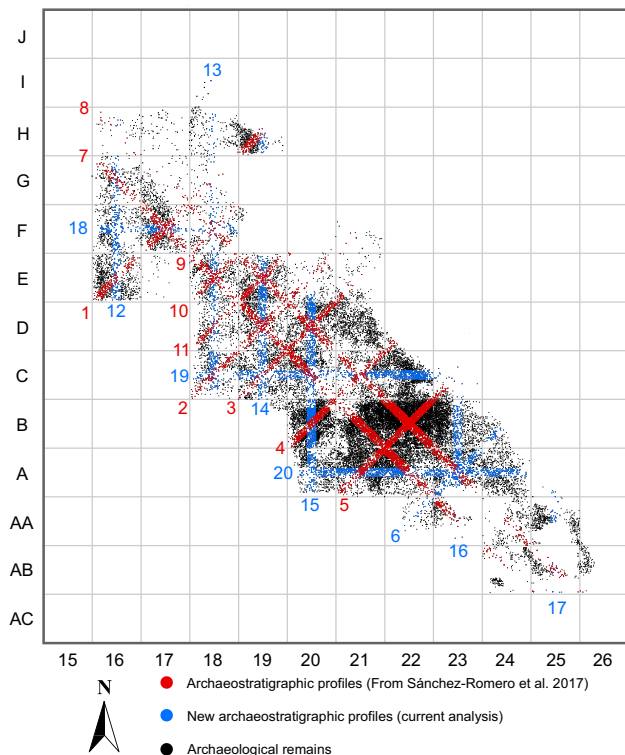 J
I
13
8
H
7
G
18
F
9
E
1
12
10
D
11
19
C
2
3
14
B
4
20
A
15
5
AA
6
16
AB
17
AC
15 16 17 18 19 20 21 22 23 24 25 26
N
Archaeostratigraphic profiles (From Sánchez-Romero et al. 2017)
New archaeostratigraphic profiles (current analysis)
Archaeological remains